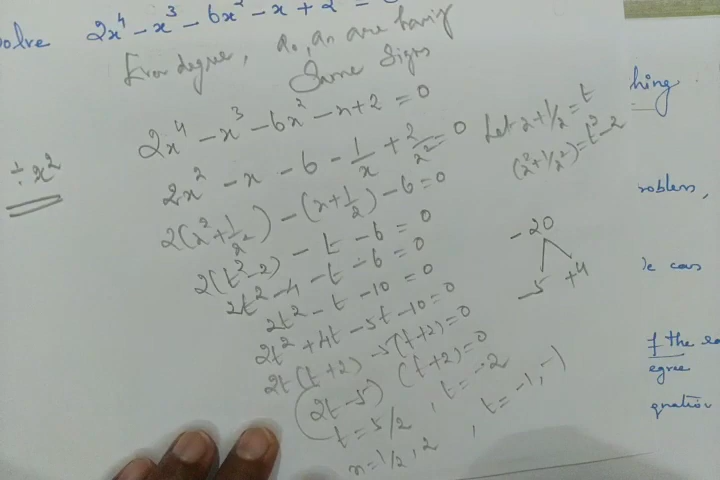 olve 2x⁴ - x³ - 6x² - x + 2 =
Even degree, a₀, aₙ are having
Same Signs
2x⁴ - x³ - 6x² - x + 2 = 0
÷ x²
2x² - x - 6 - 1/x + 2/x² = 0
Let x + 1/x = t
(x² + 1/x²) = t² - 2
2(x² + 1/x²) - (x + 1/x) - 6 = 0
2(t² - 2) - t - 6 = 0
2t² - 4 - t - 6 = 0
2t² - t - 10 = 0
-20
-5 +4
2t² + 4t - 5t - 10 = 0
2t(t + 2) - 5(t + 2) = 0
(2t - 5) (t + 2) = 0
t = 5/2, t = -2
x = 1/2, 2, t = -1, -1
hing
roblem,
f the
egree
quation